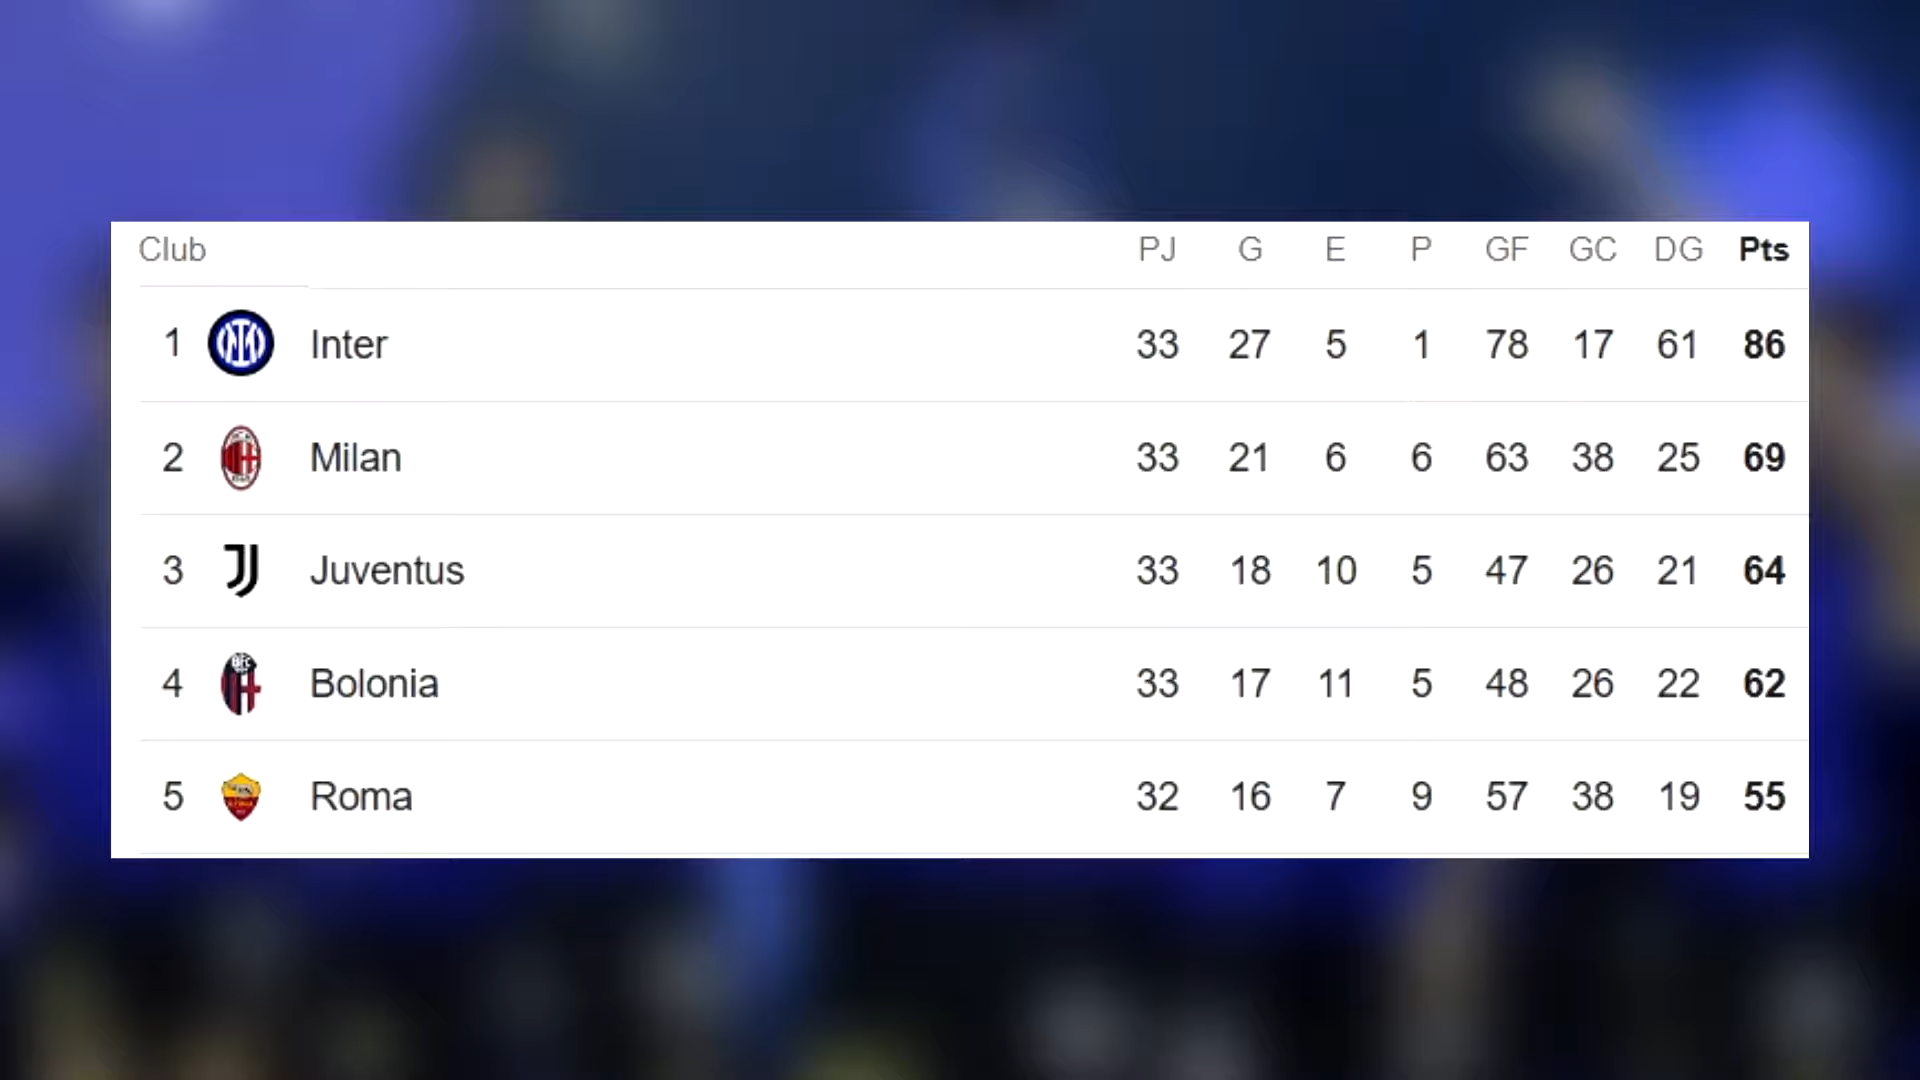 Club PJ G E P GF GC DG Pts
1 Inter 33 27 5 1 78 17 61 86
2 Milan 33 21 6 6 63 38 25 69
3 Juventus 33 18 10 5 47 26 21 64
4 BFC Bolonia 33 17 11 5 48 26 22 62
5 Roma 32 16 7 9 57 38 19 55